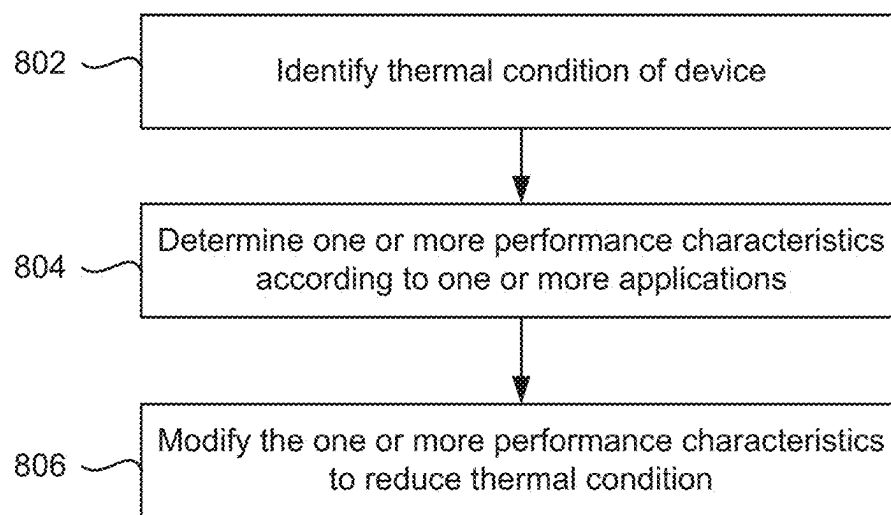 802
Identify thermal condition of device
804
Determine one or more performance characteristics
according to one or more applications
806
Modify the one or more performance characteristics
to reduce thermal condition